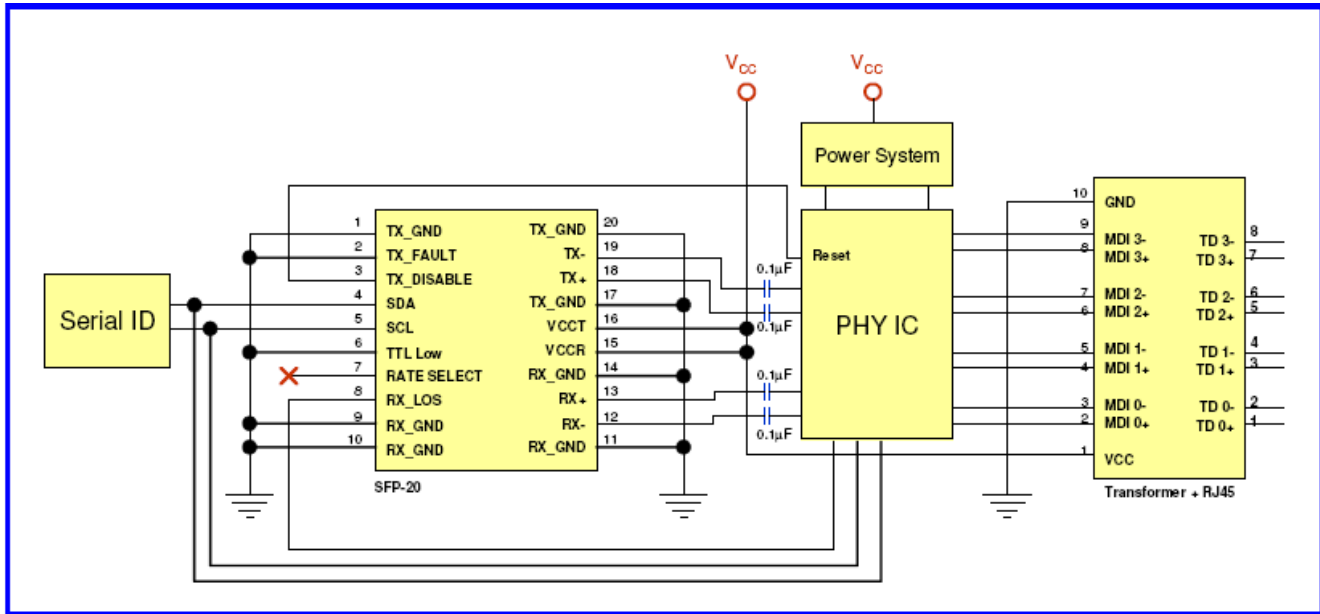 VCC
VCC
Power System
Serial ID
1 TX_GND
2 TX_FAULT
3 TX_DISABLE
4 SDA
5 SCL
6 TTL Low
7 RATE SELECT
8 RX_LOS
9 RX_GND
10 RX_GND
TX_GND 20
TX- 19
TX+ 18
TX_GND 17
VCCT 16
VCCR 15
RX_GND 14
RX+ 13
RX- 12
RX_GND 11
SFP-20
0.1µF
0.1µF
0.1µF
0.1µF
Reset
PHY IC
10 GND
9 MDI 3-
8 MDI 3+
7 MDI 2-
6 MDI 2+
5 MDI 1-
4 MDI 1+
3 MDI 0-
2 MDI 0+
1 VCC
TD 3- 8
TD 3+ 7
TD 2- 6
TD 2+ 5
TD 1- 4
TD 1+ 3
TD 0- 2
TD 0+ 1
Transformer + RJ45